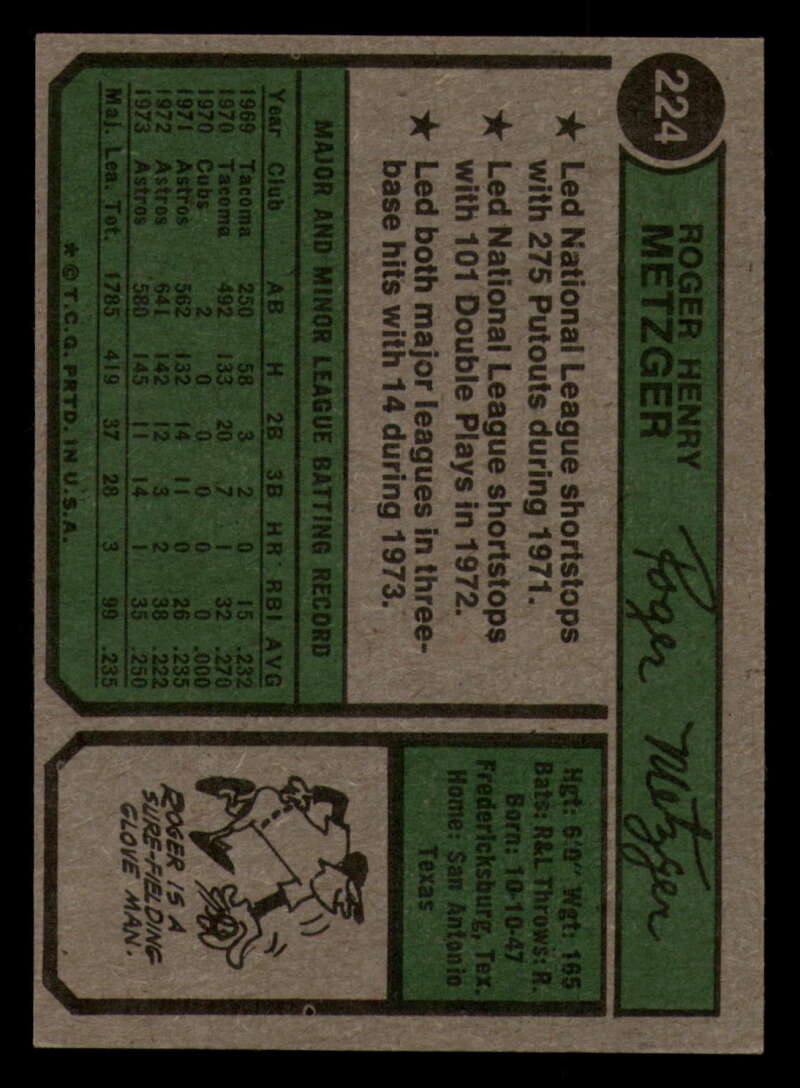 224
ROGER HENRY
METZGER
Roger Metzger
★ Led National League shortstops
with 275 Putouts during 1971.
★ Led National League shortstops
with 101 Double Plays in 1972.
★ Led both major leagues in three-
base hits with 14 during 1973.
MAJOR AND MINOR LEAGUE BATTING RECORD
Year Club AB H 2B 3B HR RBI AVG
1969 Tacoma 250 58 3 2 0 15 .232
1970 Tacoma 492 133 20 7 1 32 .270
1970 Cubs 2 0 0 0 0 0 .000
1971 Astros 562 132 14 11 0 26 .235
1972 Astros 641 142 12 3 2 38 .222
1973 Astros 580 145 11 14 1 35 .250
Maj. Lea. Tot. 1785 419 37 28 3 99 .235
* © T.C.G. PRTD. IN U.S.A.
Hgt: 6'0" Wgt: 165
Bats: R&L Throws: R.
Born: 10-10-47
Fredericksburg, Tex.
Home: San Antonio
Texas
ROGER IS A
SURE-FIELDING
GLOVE MAN.